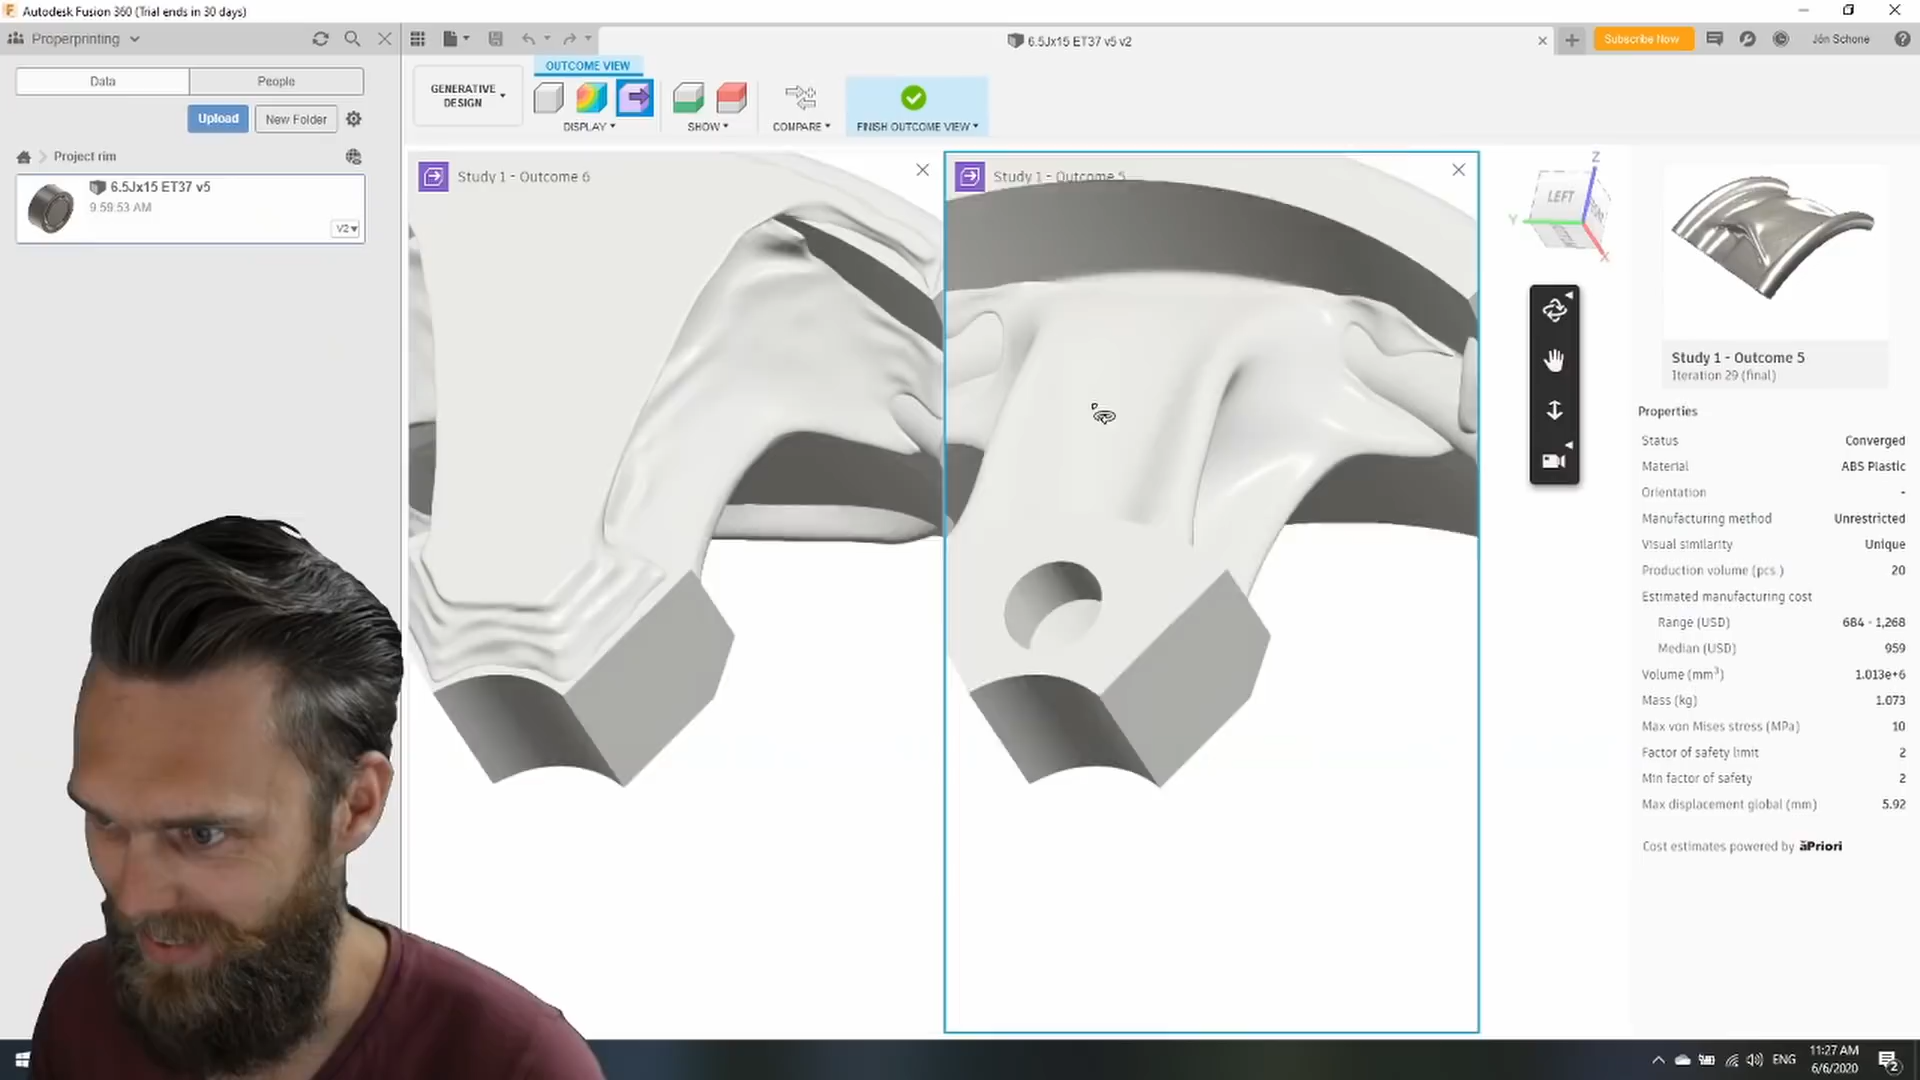 Autodesk Fusion 360 (Trial ends in 30 days)
Properprinting
6.5Jx15 ET37 v5 v2
Subscribe Now
Jón Schone
Data
People
Upload
New Folder
Project rim
6.5Jx15 ET37 v5
9:59:53 AM
V2
GENERATIVE
DESIGN
OUTCOME VIEW
DISPLAY
SHOW
COMPARE
FINISH OUTCOME VIEW
Study 1 - Outcome 6
Study 1 - Outcome 5
Z
LEFT
Y
X
Study 1 - Outcome 5
Iteration 29 (final)
Properties
Status Converged
Material ABS Plastic
Orientation -
Manufacturing method Unrestricted
Visual similarity Unique
Production volume (pcs.) 20
Estimated manufacturing cost
Range (USD) 684 - 1,268
Median (USD) 959
Volume (mm³) 1.013e+6
Mass (kg) 1.073
Max von Mises stress (MPa) 10
Factor of safety limit 2
Min factor of safety 2
Max displacement global (mm) 5.92
Cost estimates powered by aPriori
ENG
11:27 AM
6/6/2020
2